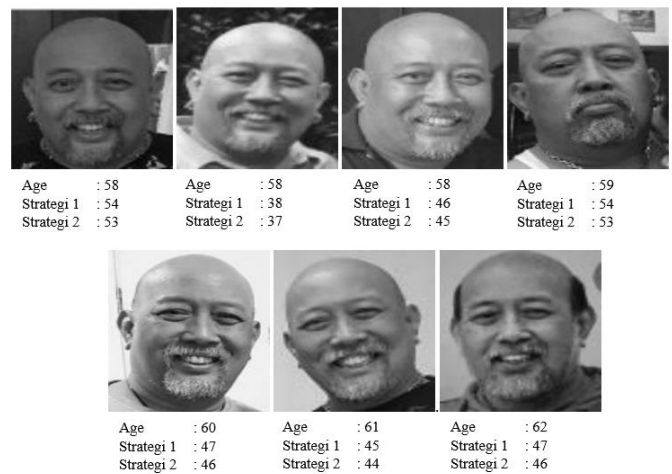 Age : 58
Strategi 1 : 54
Strategi 2 : 53
Age : 58
Strategi 1 : 38
Strategi 2 : 37
Age : 58
Strategi 1 : 46
Strategi 2 : 45
Age : 59
Strategi 1 : 54
Strategi 2 : 53
Age : 60
Strategi 1 : 47
Strategi 2 : 46
Age : 61
Strategi 1 : 45
Strategi 2 : 44
Age : 62
Strategi 1 : 47
Strategi 2 : 46